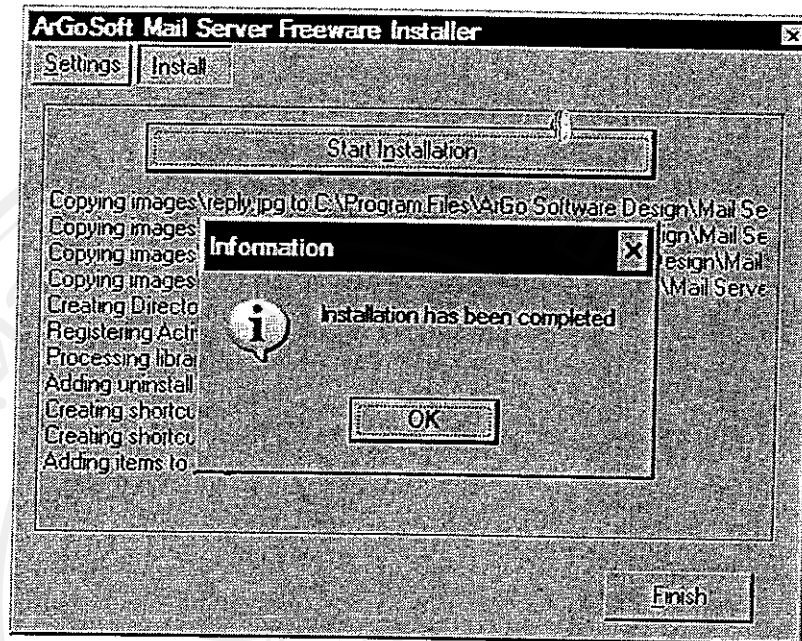 ArGoSoft Mail Server Freeware Installer
Settings Install
Start Installation
Copying images\reply.jpg to C:\Program Files\ArGo Software Design\Mail Se
Copying images ign\Mail Se
Copying images esign\Mail
Copying images \Mail Serve
Creating Directo
Registering Acti
Processing librar
Adding uninstall
Creating shortcu
Creating shortcu
Adding items to
Information
Installation has been completed
OK
Finish